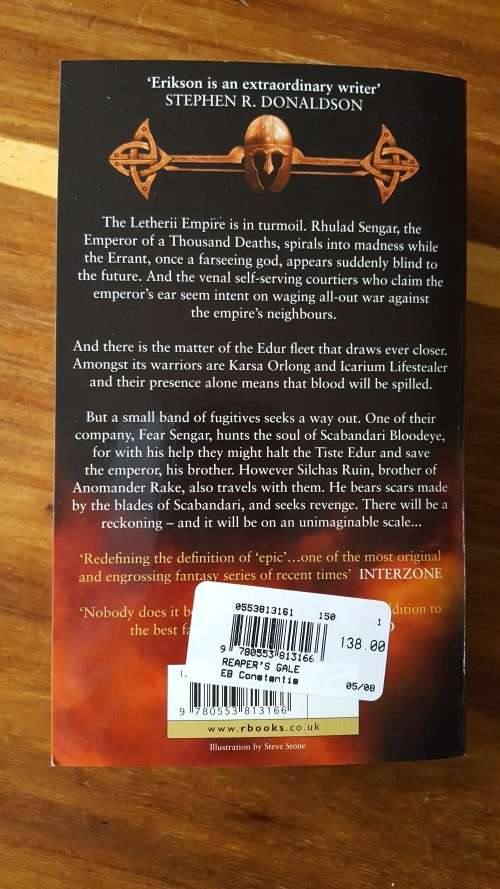 'Erikson is an extraordinary writer'
STEPHEN R. DONALDSON
The Letherii Empire is in turmoil. Rhulad Sengar, the
Emperor of a Thousand Deaths, spirals into madness while
the Errant, once a farseeing god, appears suddenly blind to
the future. And the venal self-serving courtiers who claim the
emperor's ear seem intent on waging all-out war against
the empire's neighbours.
And there is the matter of the Edur fleet that draws ever closer.
Amongst its warriors are Karsa Orlong and Icarium Lifestealer
and their presence alone means that blood will be spilled.
But a small band of fugitives seeks a way out. One of their
company, Fear Sengar, hunts the soul of Scabandari Bloodeye,
for with his help they might halt the Tiste Edur and save
the emperor, his brother. However Silchas Ruin, brother of
Anomander Rake, also travels with them. He bears scars made
by the blades of Scabandari, and seeks revenge. There will be a
reckoning – and it will be on an unimaginable scale...
'Redefining the definition of 'epic'...one of the most original
and engrossing fantasy series of recent times' INTERZONE
'Nobody does it
to
the best
0553813161 150 1
138.00
9 780553 813166
REAPER'S GALE
EB Constantia
05/08
9 780553 813166
www.rbooks.co.uk
Illustration by Steve Stone